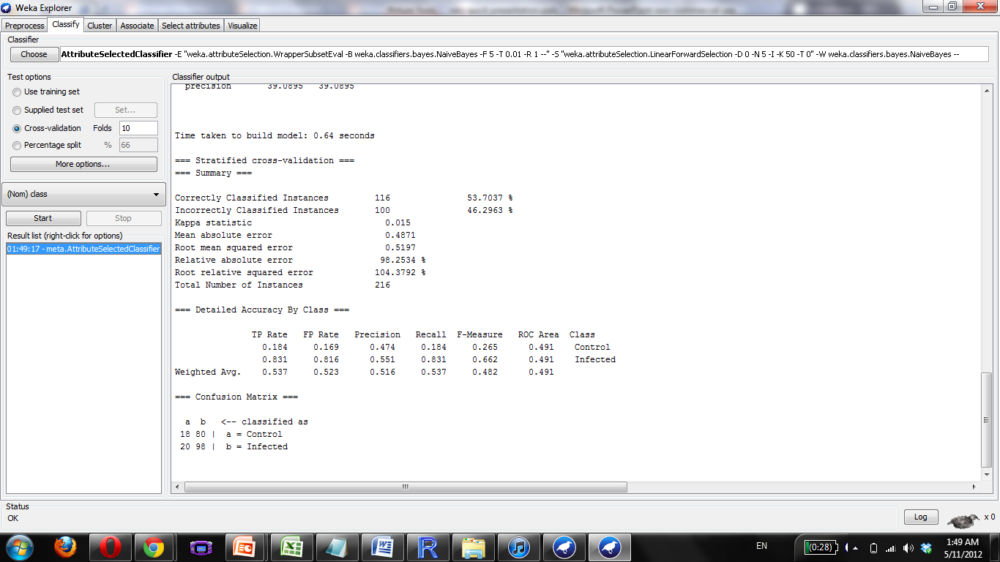 Weka Explorer
Preprocess Classify Cluster Associate Select attributes Visualize
Classifier
Choose AttributeSelectedClassifier -E "weka.attributeSelection.WrapperSubsetEval -B weka.classifiers.bayes.NaiveBayes -F 5 -T 0.01 -R 1 --" -S "weka.attributeSelection.LinearForwardSelection -D 0 -N 5 -I -K 50 -T 0" -W weka.classifiers.bayes.NaiveBayes --
Test options
Use training set
Supplied test set Set...
Cross-validation Folds 10
Percentage split % 66
More options...
(Nom) class
Start Stop
Result list (right-click for options)
01:49:17 - meta.AttributeSelectedClassifier
Classifier output
precision 39.0895 39.0895
Time taken to build model: 0.64 seconds
=== Stratified cross-validation ===
=== Summary ===
Correctly Classified Instances 116 53.7037 %
Incorrectly Classified Instances 100 46.2963 %
Kappa statistic 0.015
Mean absolute error 0.4871
Root mean squared error 0.5197
Relative absolute error 98.2534 %
Root relative squared error 104.3792 %
Total Number of Instances 216
=== Detailed Accuracy By Class ===
TP Rate FP Rate Precision Recall F-Measure ROC Area Class
0.184 0.169 0.474 0.184 0.265 0.491 Control
0.831 0.816 0.551 0.831 0.662 0.491 Infected
Weighted Avg. 0.537 0.523 0.516 0.537 0.482 0.491
=== Confusion Matrix ===
a b <-- classified as
18 80 | a = Control
20 98 | b = Infected
Status
OK
Log x 0
EN (0:28) 1:49 AM
5/11/2012